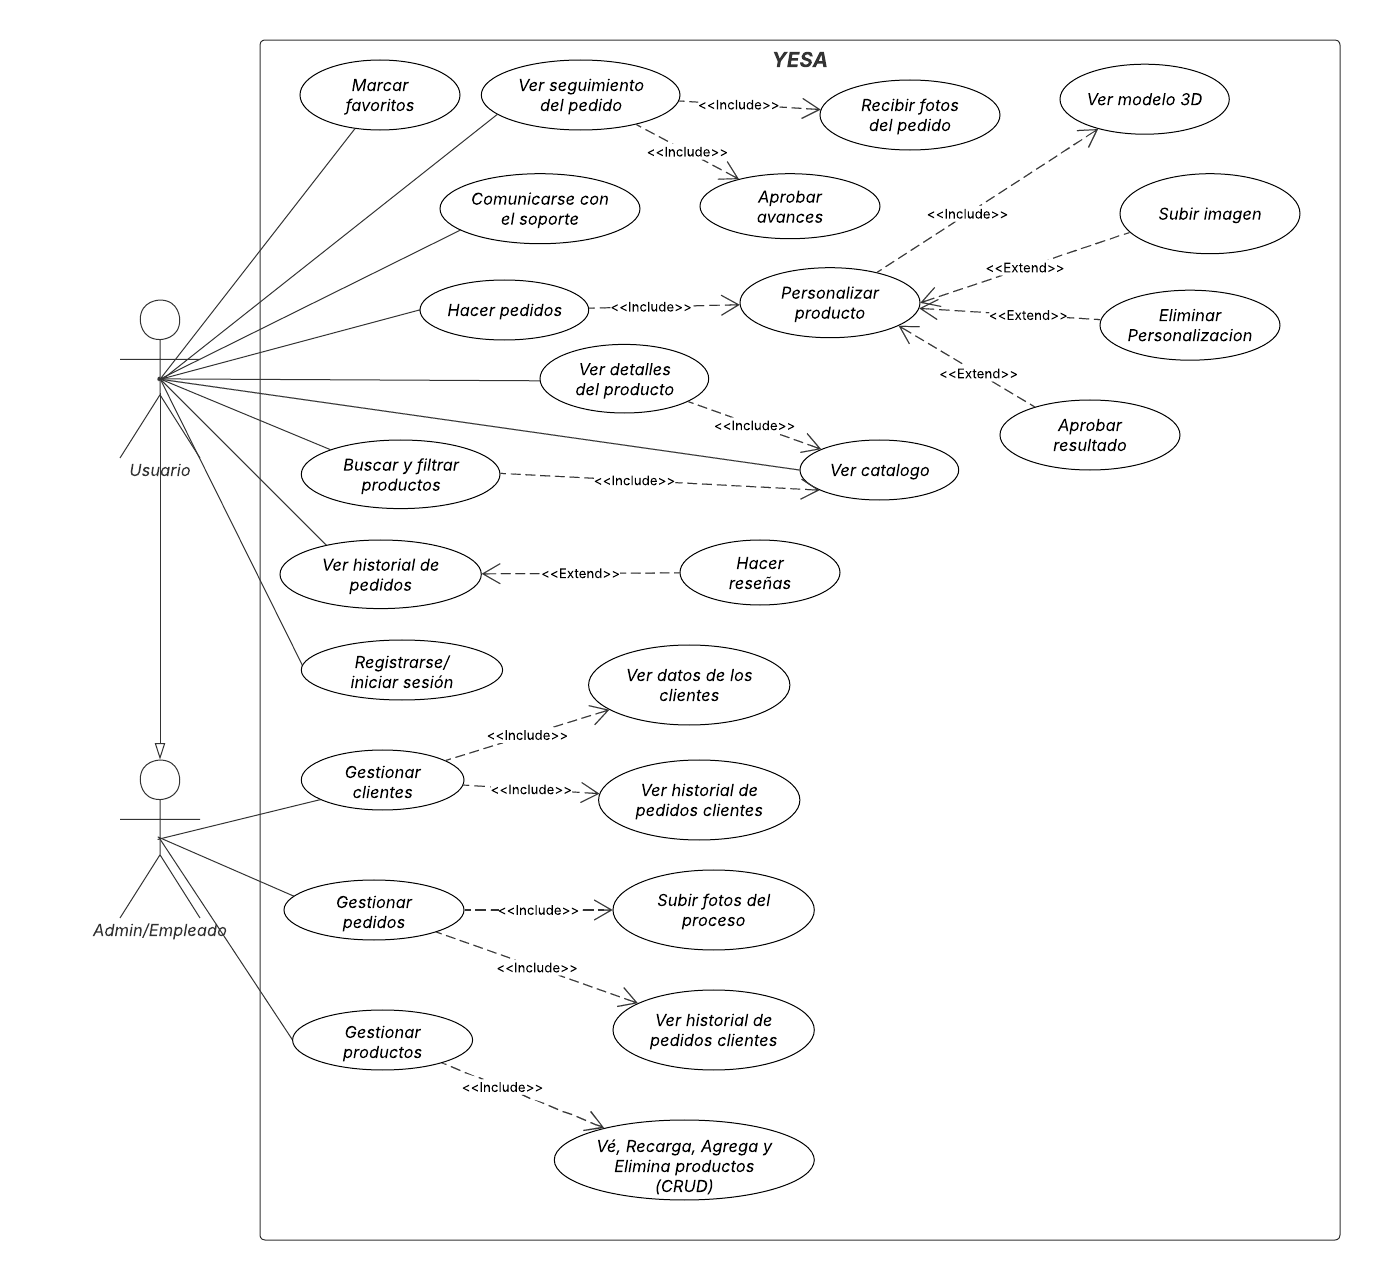 YESA
Marcar
favoritos
Ver seguimiento
del pedido
<<Include>>
Recibir fotos
del pedido
Ver modelo 3D
<<Include>>
Aprobar
avances
Comunicarse con
el soporte
<<Include>>
Subir imagen
<<Extend>>
Hacer pedidos
<<Include>>
Personalizar
producto
<<Extend>>
Eliminar
Personalizacion
Ver detalles
del producto
<<Extend>>
Aprobar
resultado
<<Include>>
Usuario
Buscar y filtrar
productos
<<Include>>
Ver catalogo
Ver historial de
pedidos
<<Extend>>
Hacer
reseñas
Registrarse/
iniciar sesión
Ver datos de los
clientes
<<Include>>
Gestionar
clientes
<<Include>>
Ver historial de
pedidos clientes
Admin/Empleado
Gestionar
pedidos
<<Include>>
Subir fotos del
proceso
<<Include>>
Ver historial de
pedidos clientes
Gestionar
productos
<<Include>>
Vé, Recarga, Agrega y
Elimina productos
(CRUD)